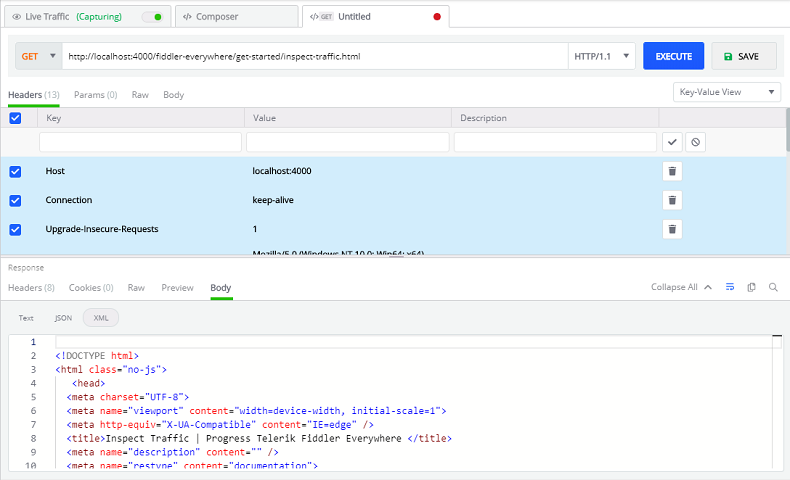 Live Traffic (Capturing) </> Composer </> GET Untitled
GET http://localhost:4000/fiddler-everywhere/get-started/inspect-traffic.html HTTP/1.1 EXECUTE SAVE
Headers (13) Params (0) Raw Body Key-Value View
Key Value Description
Host localhost:4000
Connection keep-alive
Upgrade-Insecure-Requests 1
Mozilla/5.0 (Windows NT 10.0; Win64; x64)
Response
Headers (8) Cookies (0) Raw Preview Body Collapse All
Text JSON XML
1
2 <!DOCTYPE html>
3 <html class="no-js">
4 <head>
5 <meta charset="UTF-8">
6 <meta name="viewport" content="width=device-width, initial-scale=1">
7 <meta http-equiv="X-UA-Compatible" content="IE=edge" />
8 <title>Inspect Traffic | Progress Telerik Fiddler Everywhere </title>
9 <meta name="description" content="" />
10 <meta name="restype" content="documentation">